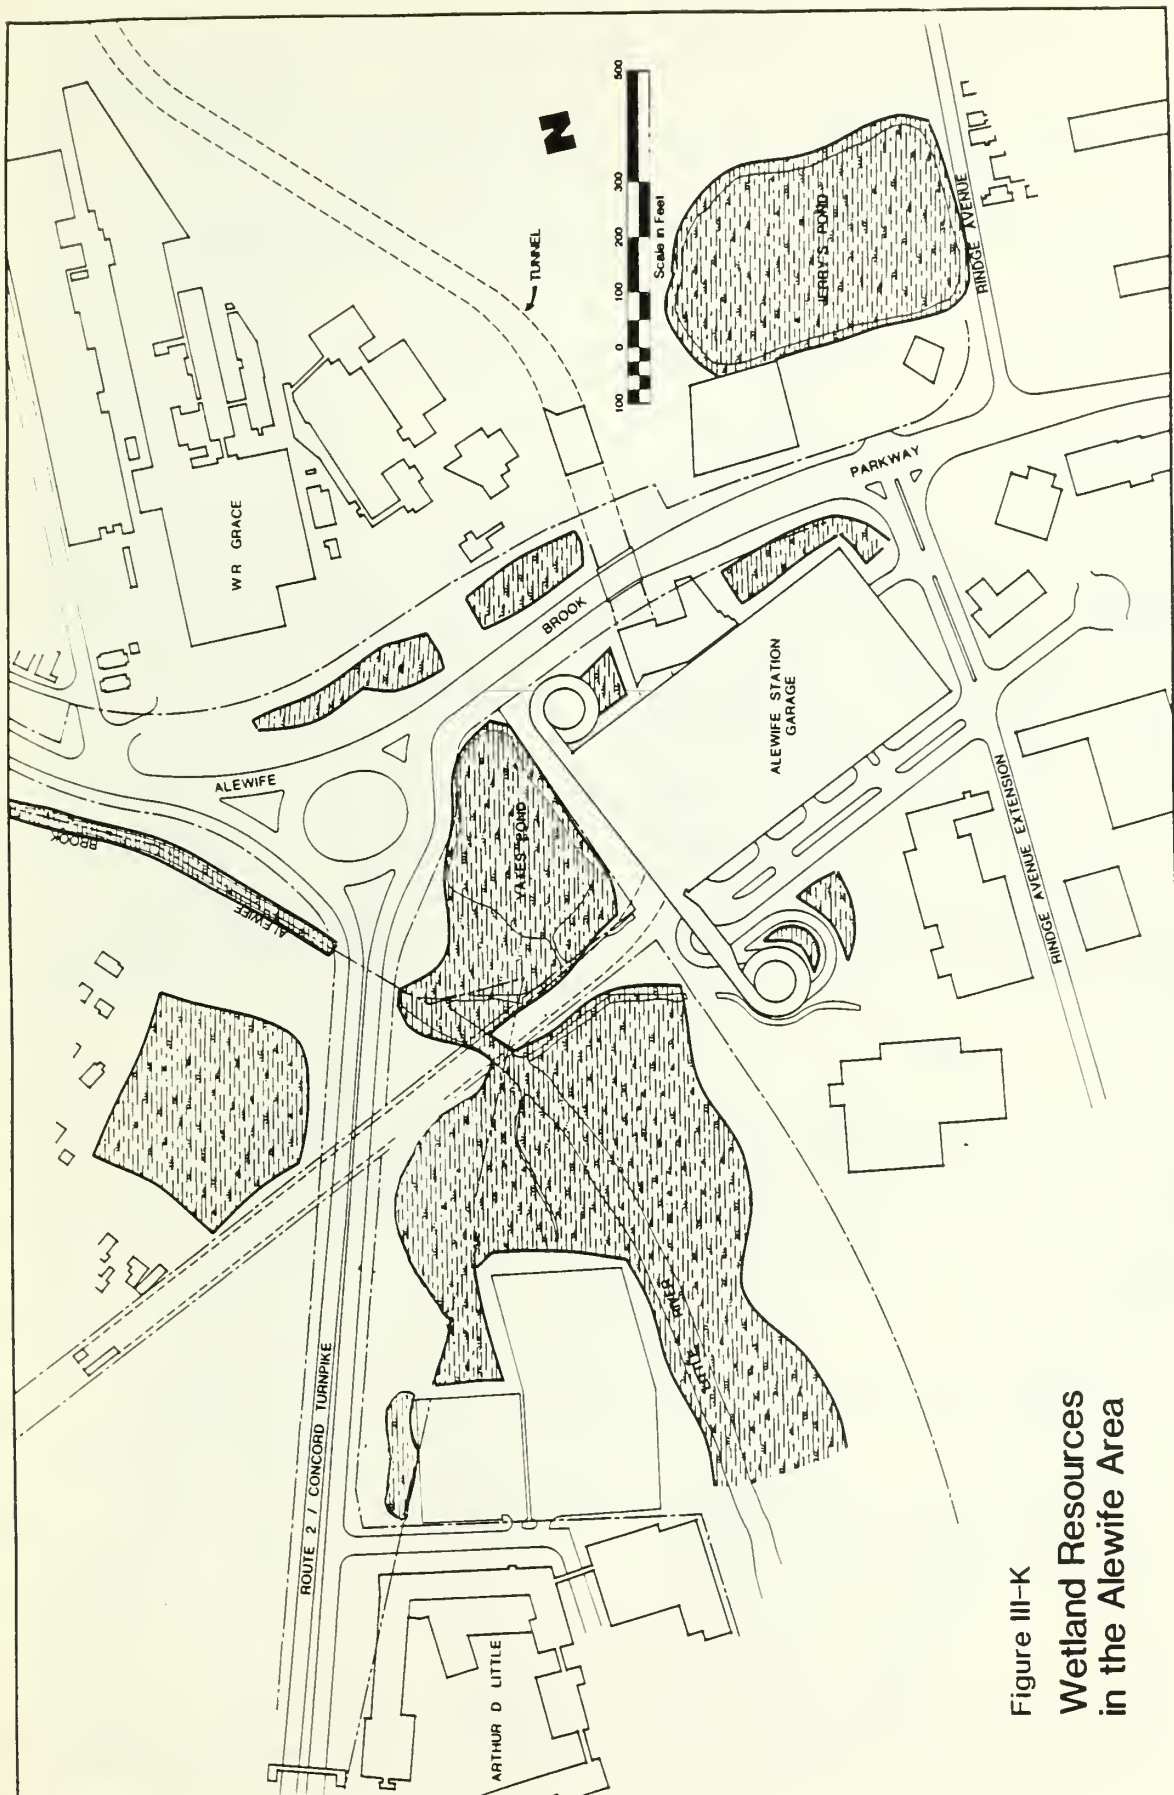 WR GRACE
TUNNEL
N
100 0 100 200 300 500
Scale in Feet
JERRY'S POND
RINDGE AVENUE
ALEWIFE
BROOK
PARKWAY
ALEWIFE
BROOK
YATES POND
ALEWIFE STATION
GARAGE
RINDGE AVENUE EXTENSION
ROUTE 2 / CONCORD TURNPIKE
LITTLE
RIVER
ARTHUR D LITTLE
Figure III-K
Wetland Resources
in the Alewife Area